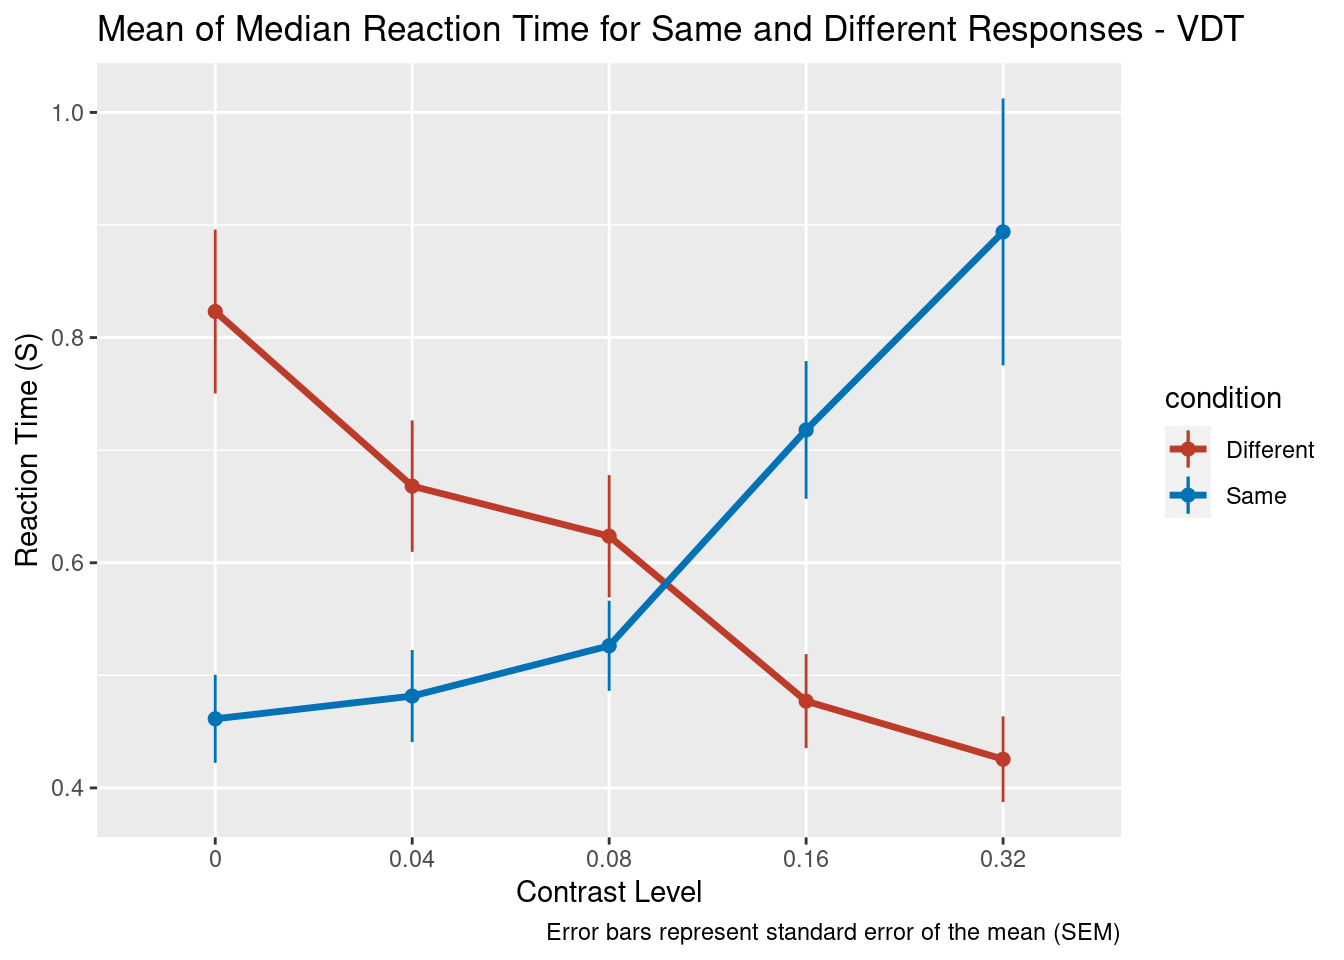 Mean of Median Reaction Time for Same and Different Responses - VDT
1.0
0.8
0.6
0.4
Reaction Time (S)
condition
Different
Same
0 0.04 0.08 0.16 0.32
Contrast Level
Error bars represent standard error of the mean (SEM)